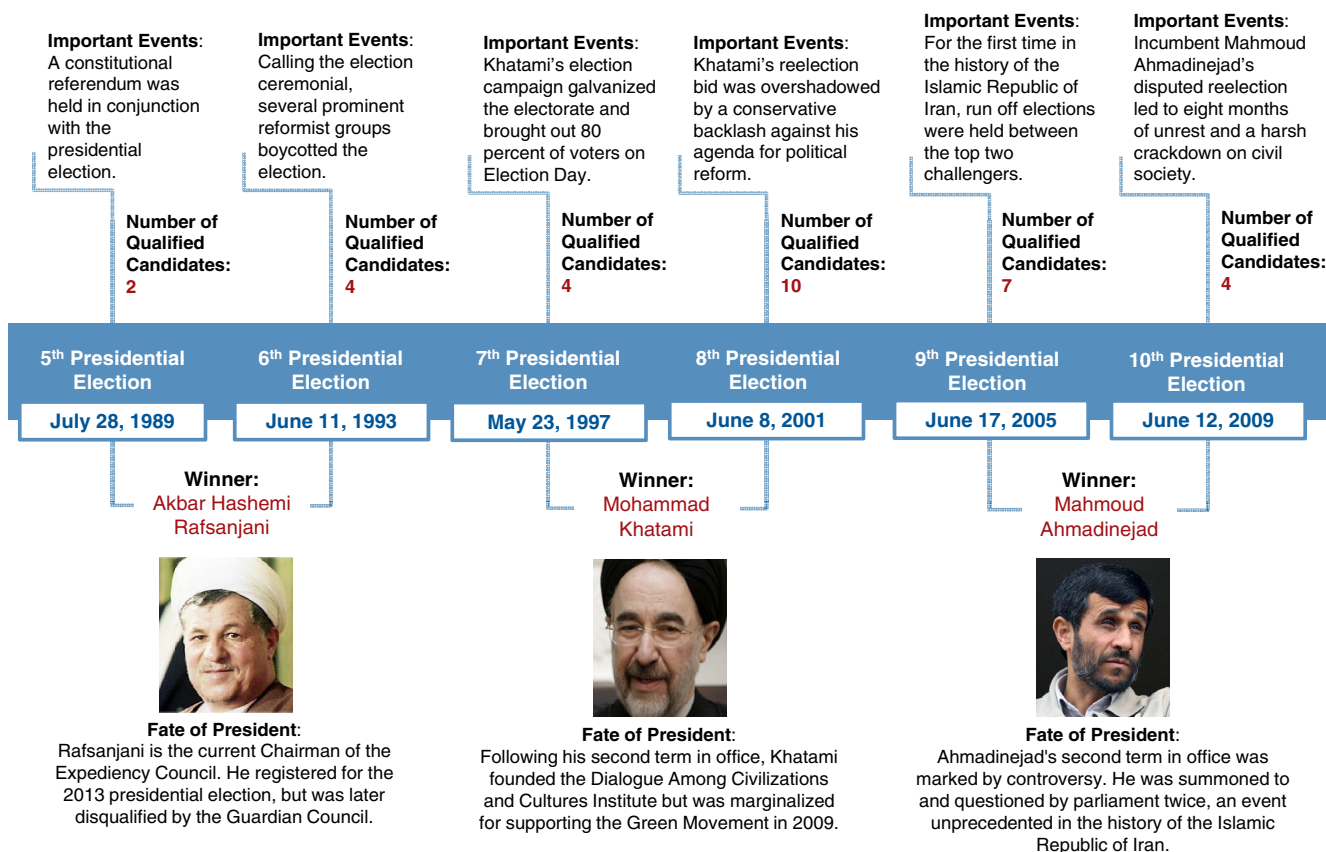 Important Events:
A constitutional
referendum was
held in conjunction
with the
presidential
election.
Important Events:
Calling the election
ceremonial,
several prominent
reformist groups
boycotted the
election.
Important Events:
Khatami's election
campaign galvanized
the electorate and
brought out 80
percent of voters on
Election Day.
Important Events:
Khatami's reelection
bid was overshadowed
by a conservative
backlash against his
agenda for political
reform.
Important Events:
For the first time in
the history of the
Islamic Republic of
Iran, run off elections
were held between
the top two
challengers.
Important Events:
Incumbent Mahmoud
Ahmadinejad's
disputed reelection
led to eight months
of unrest and a harsh
crackdown on civil
society.
Number of
Qualified
Candidates:
2
Number of
Qualified
Candidates:
4
Number of
Qualified
Candidates:
4
Number of
Qualified
Candidates:
10
Number of
Qualified
Candidates:
7
Number of
Qualified
Candidates:
4
5th Presidential
Election
July 28, 1989
6th Presidential
Election
June 11, 1993
7th Presidential
Election
May 23, 1997
8th Presidential
Election
June 8, 2001
9th Presidential
Election
June 17, 2005
10th Presidential
Election
June 12, 2009
Winner:
Akbar Hashemi
Rafsanjani
Fate of President:
Rafsanjani is the current Chairman of the
Expediency Council. He registered for the
2013 presidential election, but was later
disqualified by the Guardian Council.
Winner:
Mohammad
Khatami
Fate of President:
Following his second term in office, Khatami
founded the Dialogue Among Civilizations
and Cultures Institute but was marginalized
for supporting the Green Movement in 2009.
Winner:
Mahmoud
Ahmadinejad
Fate of President:
Ahmadinejad's second term in office was
marked by controversy. He was summoned to
and questioned by parliament twice, an event
unprecedented in the history of the Islamic
Republic of Iran.